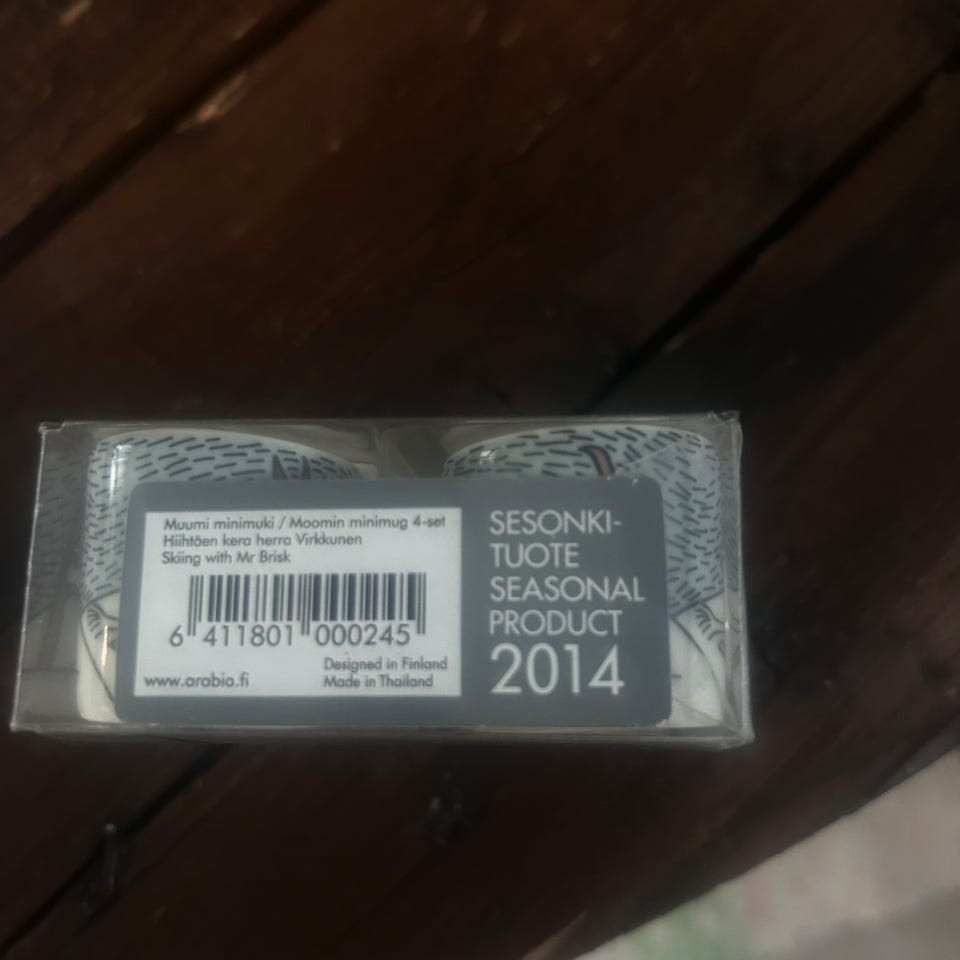 Muumi minimuki / Moomin minimug 4-set
Hiihtäen kera herra Virkkunen
Skiing with Mr Brisk
6 411801 000245
Designed in Finland
www.arabia.fi Made in Thailand
SESONKI-
TUOTE
SEASONAL
PRODUCT
2014